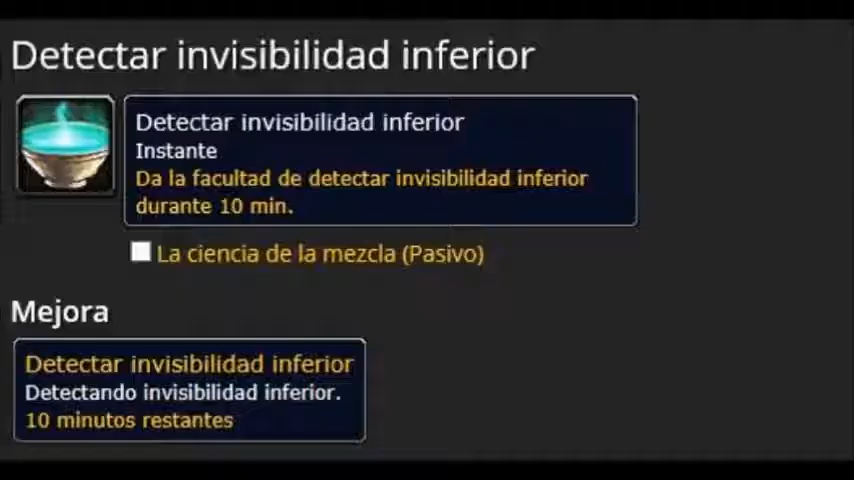 Detectar invisibilidad inferior
Detectar invisibilidad inferior
Instante
Da la facultad de detectar invisibilidad inferior
durante 10 min.
La ciencia de la mezcla (Pasivo)
Mejora
Detectar invisibilidad inferior
Detectando invisibilidad inferior.
10 minutos restantes